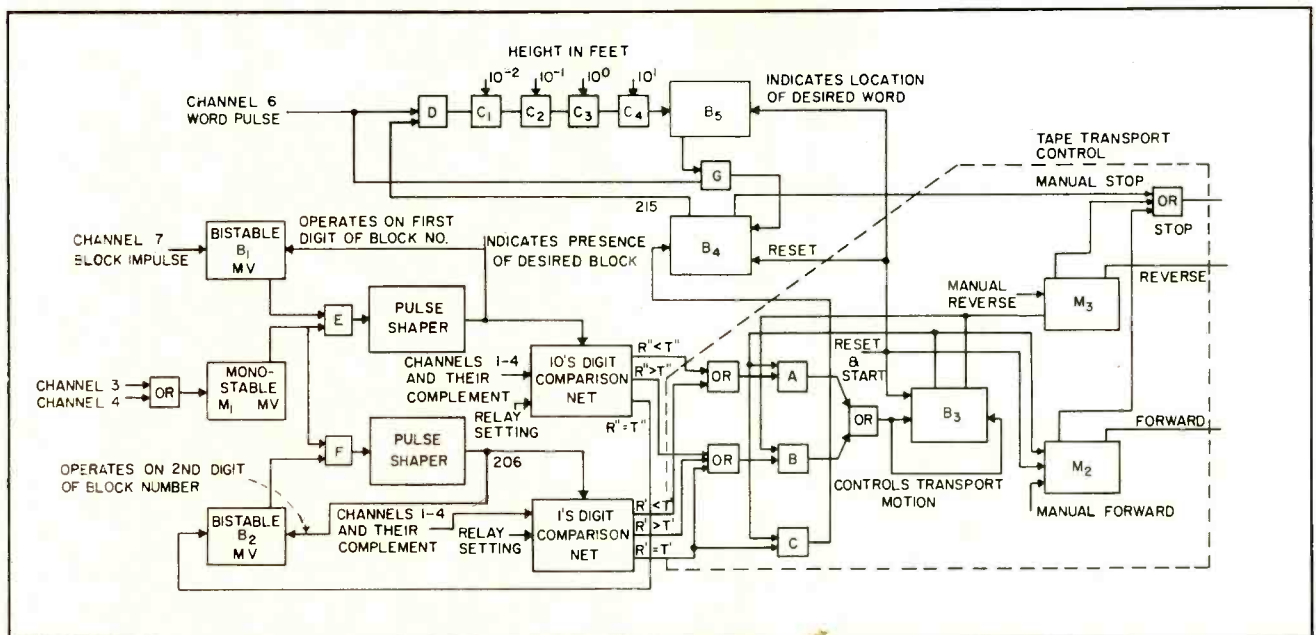 HEIGHT IN FEET
10⁻² 10⁻¹ 10⁰ 10¹
CHANNEL 6
WORD PULSE
D
C₁
C₂
C₃
C₄
B₅
INDICATES LOCATION
OF DESIRED WORD
G
TAPE TRANSPORT
CONTROL
MANUAL STOP
OR
STOP
215
B₄
RESET
CHANNEL 7
BLOCK IMPULSE
BISTABLE
B₁
MV
OPERATES ON FIRST
DIGIT OF BLOCK NO.
INDICATES PRESENCE
OF DESIRED BLOCK
REVERSE
MANUAL
REVERSE
M₃
E
PULSE
SHAPER
CHANNEL 3
CHANNEL 4
OR
MONO-
STABLE
M₁ MV
CHANNELS 1-4
AND THEIR
COMPLEMENT
RELAY
SETTING
10'S DIGIT
COMPARISON
NET
R"<T"
R">T"
R"=T"
OR
A
RESET
&
START
OR
B₃
FORWARD
M₂
F
PULSE
SHAPER
206
OR
B
CONTROLS TRANSPORT
MOTION
MANUAL FORWARD
OPERATES ON 2ND DIGIT
OF BLOCK NUMBER
BISTABLE
B₂
MV
CHANNELS 1-4
AND THEIR
COMPLEMENT
RELAY
SETTING
1'S DIGIT
COMPARISON
NET
R'<T'
R'>T'
R'=T'
C